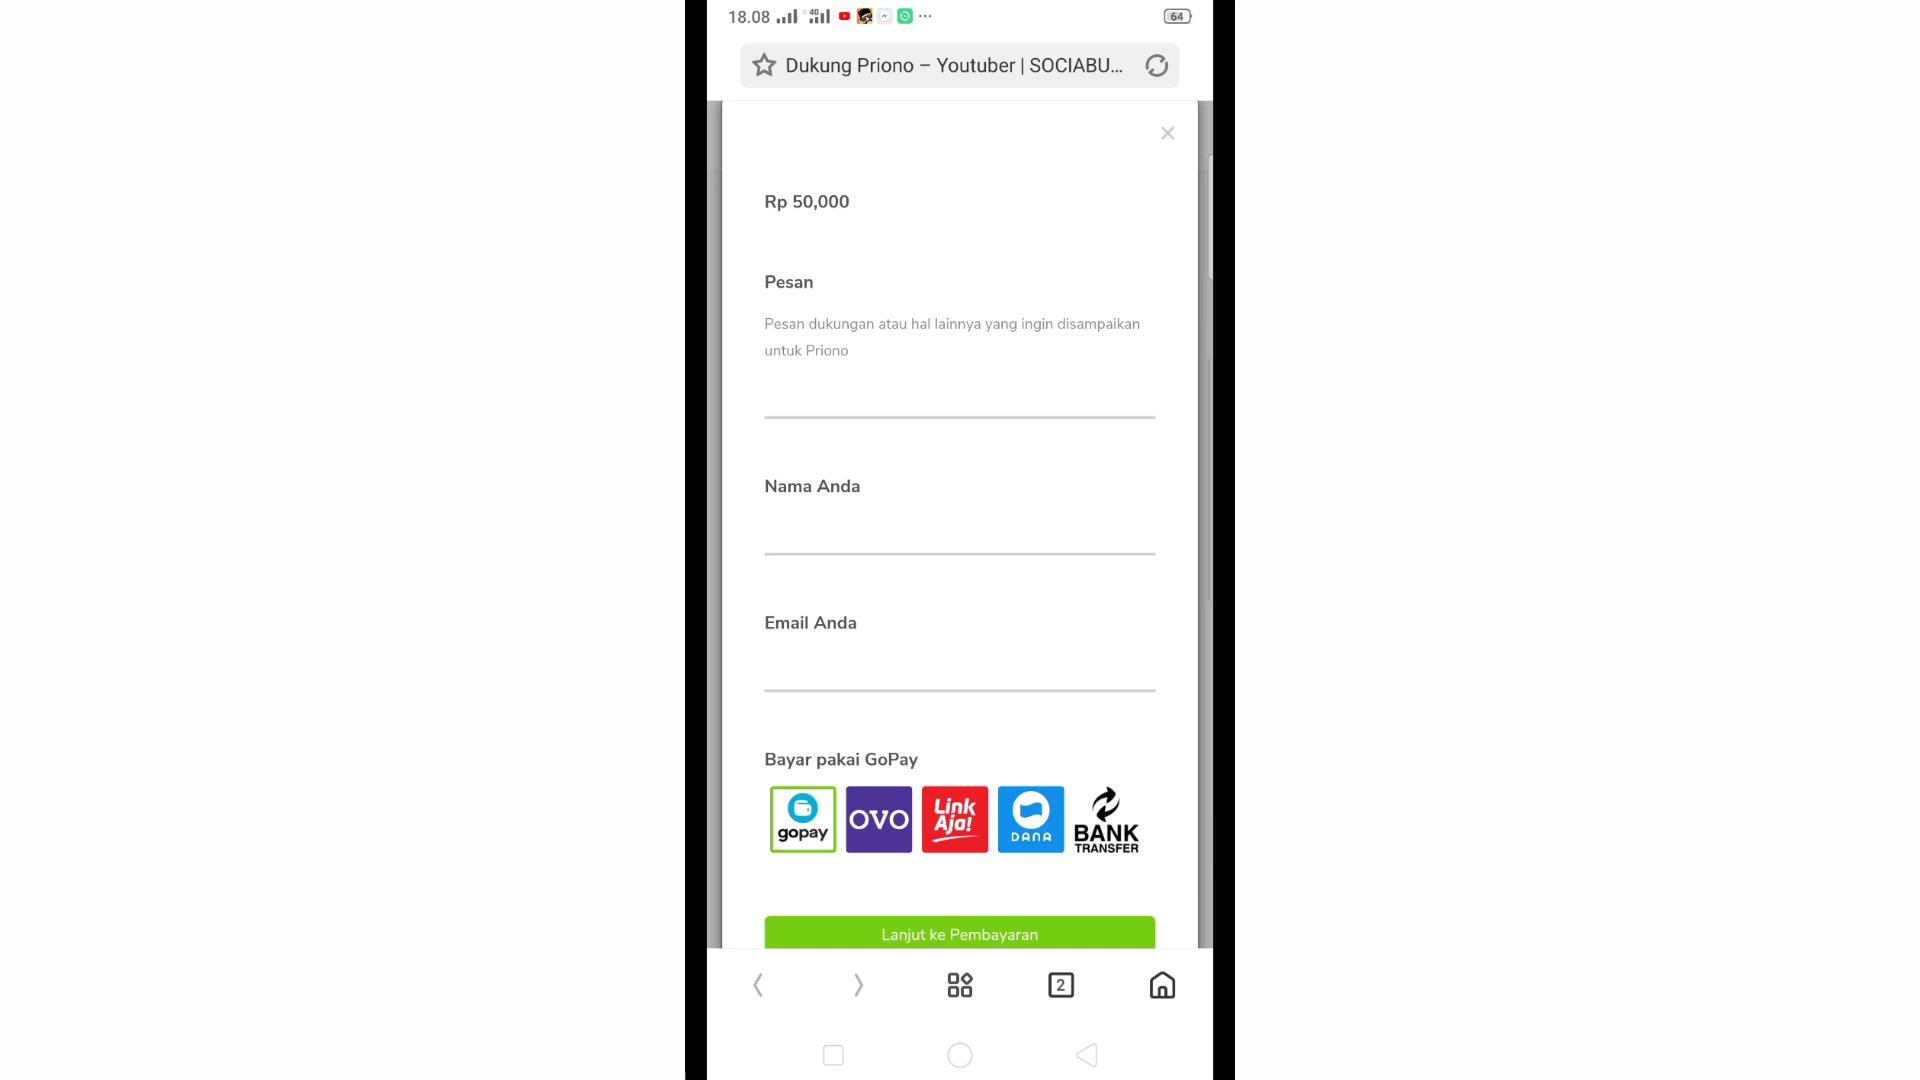 18.08
4G
64
Dukung Priono – Youtuber | SOCIABU...
Rp 50,000
Pesan
Pesan dukungan atau hal lainnya yang ingin disampaikan
untuk Priono
Nama Anda
Email Anda
Bayar pakai GoPay
gopay
OVO
Link
Aja!
DANA
BANK
TRANSFER
Lanjut ke Pembayaran
2